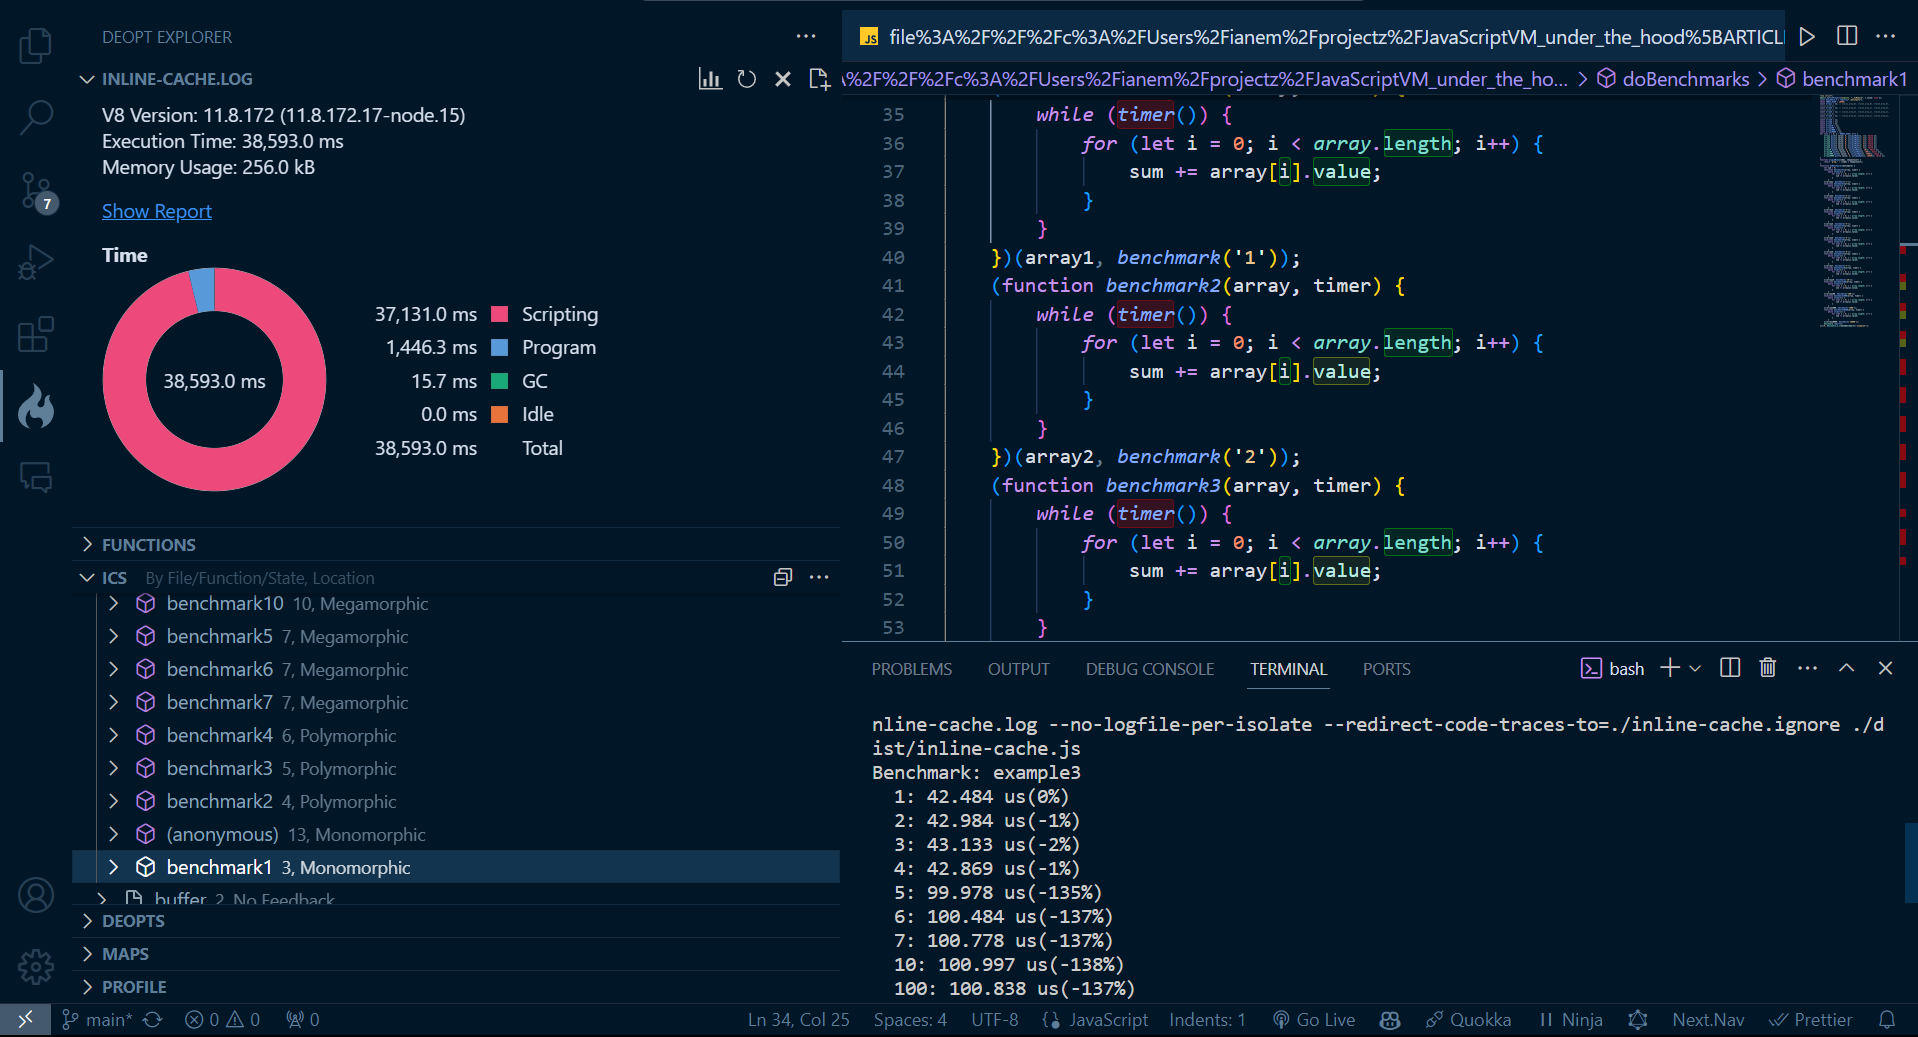 DEOPT EXPLORER
INLINE-CACHE.LOG
V8 Version: 11.8.172 (11.8.172.17-node.15)
Execution Time: 38,593.0 ms
Memory Usage: 256.0 kB
Show Report
7
Time
38,593.0 ms
37,131.0 ms Scripting
1,446.3 ms Program
15.7 ms GC
0.0 ms Idle
38,593.0 ms Total
FUNCTIONS
ICS By File/Function/State, Location
benchmark10 10, Megamorphic
benchmark5 7, Megamorphic
benchmark6 7, Megamorphic
benchmark7 7, Megamorphic
benchmark4 6, Polymorphic
benchmark3 5, Polymorphic
benchmark2 4, Polymorphic
(anonymous) 13, Monomorphic
benchmark1 3, Monomorphic
buffer 2, No Feedback
DEOPTS
MAPS
PROFILE
JS file%3A%2F%2F%2Fc%3A%2FUsers%2Fianem%2Fprojectz%2FJavaScriptVM_under_the_hood%5BARTICLI
A%2F%2F%2Fc%3A%2FUsers%2Fianem%2Fprojectz%2FJavaScriptVM_under_the_ho... > doBenchmarks > benchmark1
35 while (timer()) {
36 for (let i = 0; i < array.length; i++) {
37 sum += array[i].value;
38 }
39 }
40 })(array1, benchmark('1'));
41 (function benchmark2(array, timer) {
42 while (timer()) {
43 for (let i = 0; i < array.length; i++) {
44 sum += array[i].value;
45 }
46 }
47 })(array2, benchmark('2'));
48 (function benchmark3(array, timer) {
49 while (timer()) {
50 for (let i = 0; i < array.length; i++) {
51 sum += array[i].value;
52 }
53 }
PROBLEMS OUTPUT DEBUG CONSOLE TERMINAL PORTS bash
nline-cache.log --no-logfile-per-isolate --redirect-code-traces-to=./inline-cache.ignore ./d
ist/inline-cache.js
Benchmark: example3
1: 42.484 us(0%)
2: 42.984 us(-1%)
3: 43.133 us(-2%)
4: 42.869 us(-1%)
5: 99.978 us(-135%)
6: 100.484 us(-137%)
7: 100.778 us(-137%)
10: 100.997 us(-138%)
100: 100.838 us(-137%)
main* 0 0 0 Ln 34, Col 25 Spaces: 4 UTF-8 JavaScript Indents: 1 Go Live Quokka Ninja Next.Nav Prettier